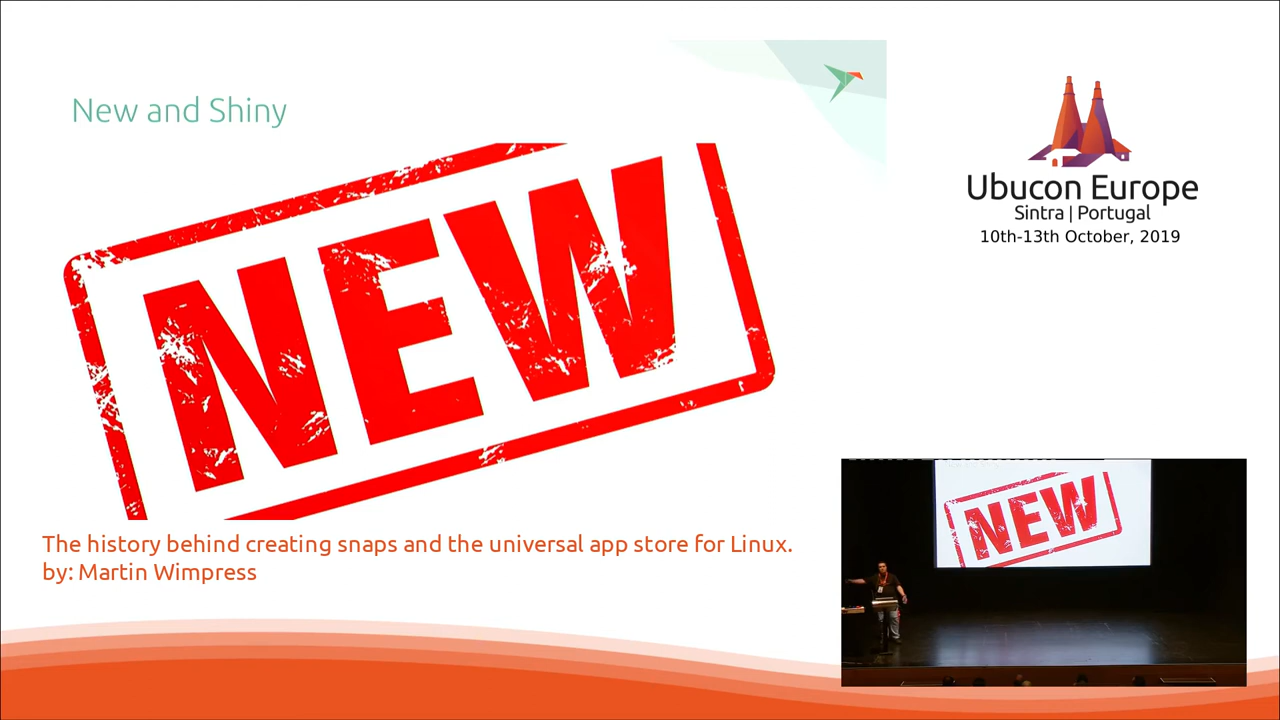 New and Shiny
NEW
The history behind creating snaps and the universal app store for Linux.
by: Martin Wimpress
Ubucon Europe
Sintra | Portugal
10th-13th October, 2019
NEW